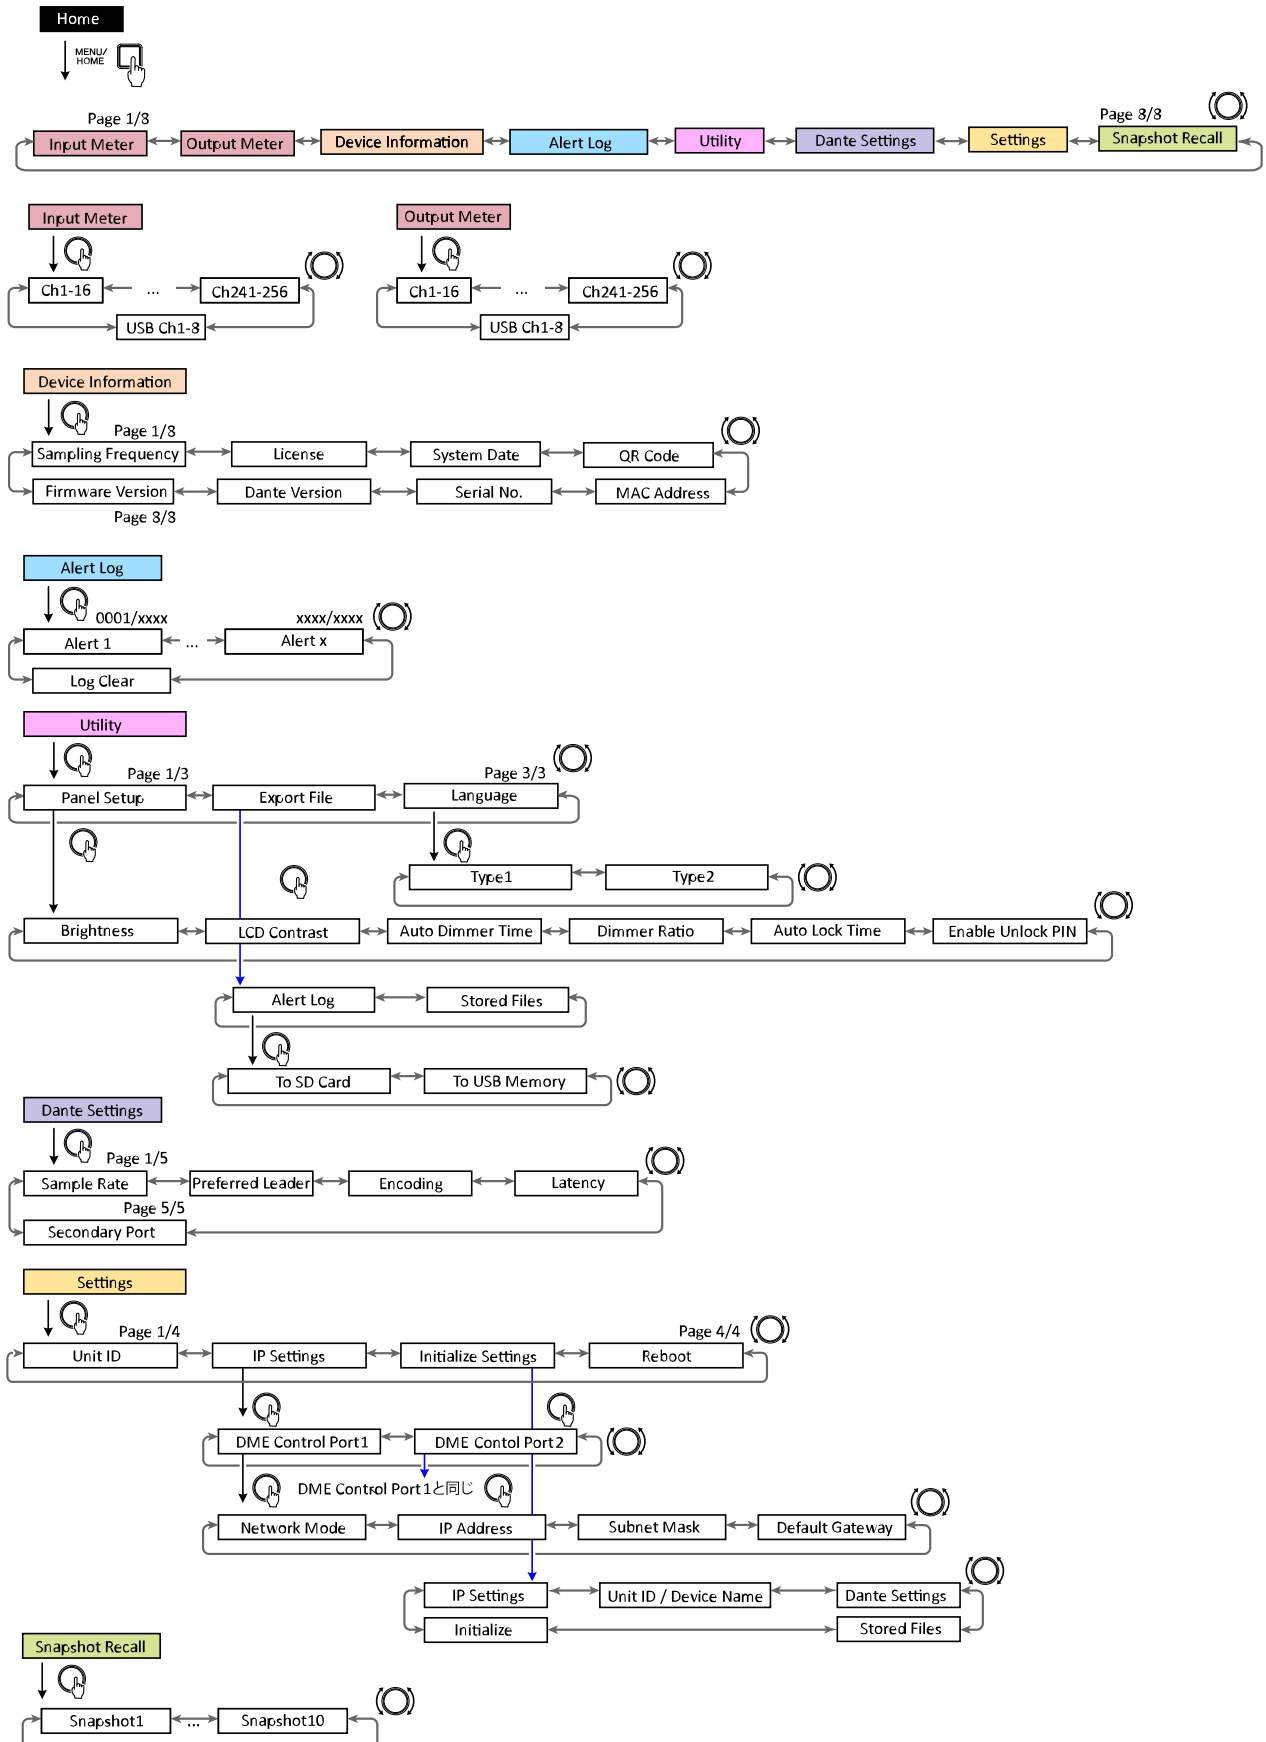 Home
MENU/
HOME
Page 1/8
Page 8/8
Input Meter
Output Meter
Device Information
Alert Log
Utility
Dante Settings
Settings
Snapshot Recall
Input Meter
Output Meter
Ch1-16
...
Ch241-256
USB Ch1-8
Ch1-16
...
Ch241-256
USB Ch1-8
Device Information
Page 1/8
Sampling Frequency
License
System Date
QR Code
Firmware Version
Dante Version
Serial No.
MAC Address
Page 8/8
Alert Log
0001/xxxx
xxxx/xxxx
Alert 1
...
Alert x
Log Clear
Utility
Page 1/3
Page 3/3
Panel Setup
Export File
Language
Type1
Type2
Brightness
LCD Contrast
Auto Dimmer Time
Dimmer Ratio
Auto Lock Time
Enable Unlock PIN
Alert Log
Stored Files
To SD Card
To USB Memory
Dante Settings
Page 1/5
Sample Rate
Preferred Leader
Encoding
Latency
Page 5/5
Secondary Port
Settings
Page 1/4
Page 4/4
Unit ID
IP Settings
Initialize Settings
Reboot
DME Control Port1
DME Contol Port2
DME Control Port1と同じ
Network Mode
IP Address
Subnet Mask
Default Gateway
IP Settings
Unit ID / Device Name
Dante Settings
Initialize
Stored Files
Snapshot Recall
Snapshot1
...
Snapshot10